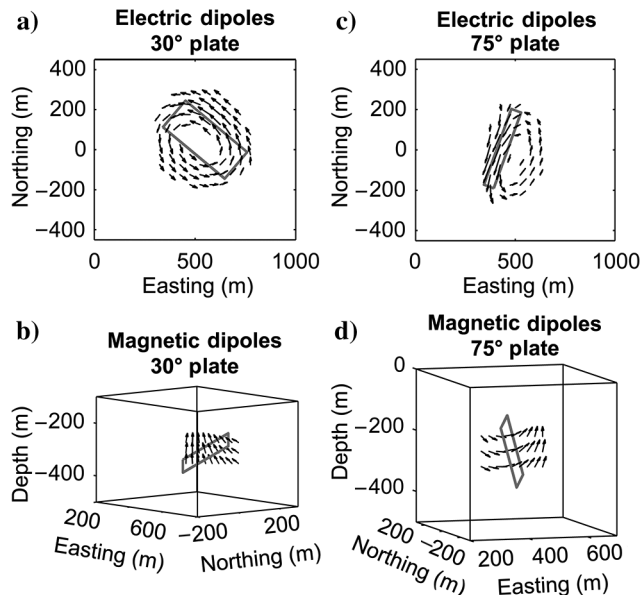 a)
Electric dipoles
30° plate
400
200
0
−200
−400
Northing (m)
0
500
1000
Easting (m)
c)
Electric dipoles
75° plate
400
200
0
−200
−400
Northing (m)
0
500
1000
Easting (m)
b)
Magnetic dipoles
30° plate
−200
−400
Depth (m)
200
600
−200
200
Easting (m)
Northing (m)
d)
Magnetic dipoles
75° plate
0
−200
−400
Depth (m)
200
−200
200
400
600
Northing (m)
Easting (m)